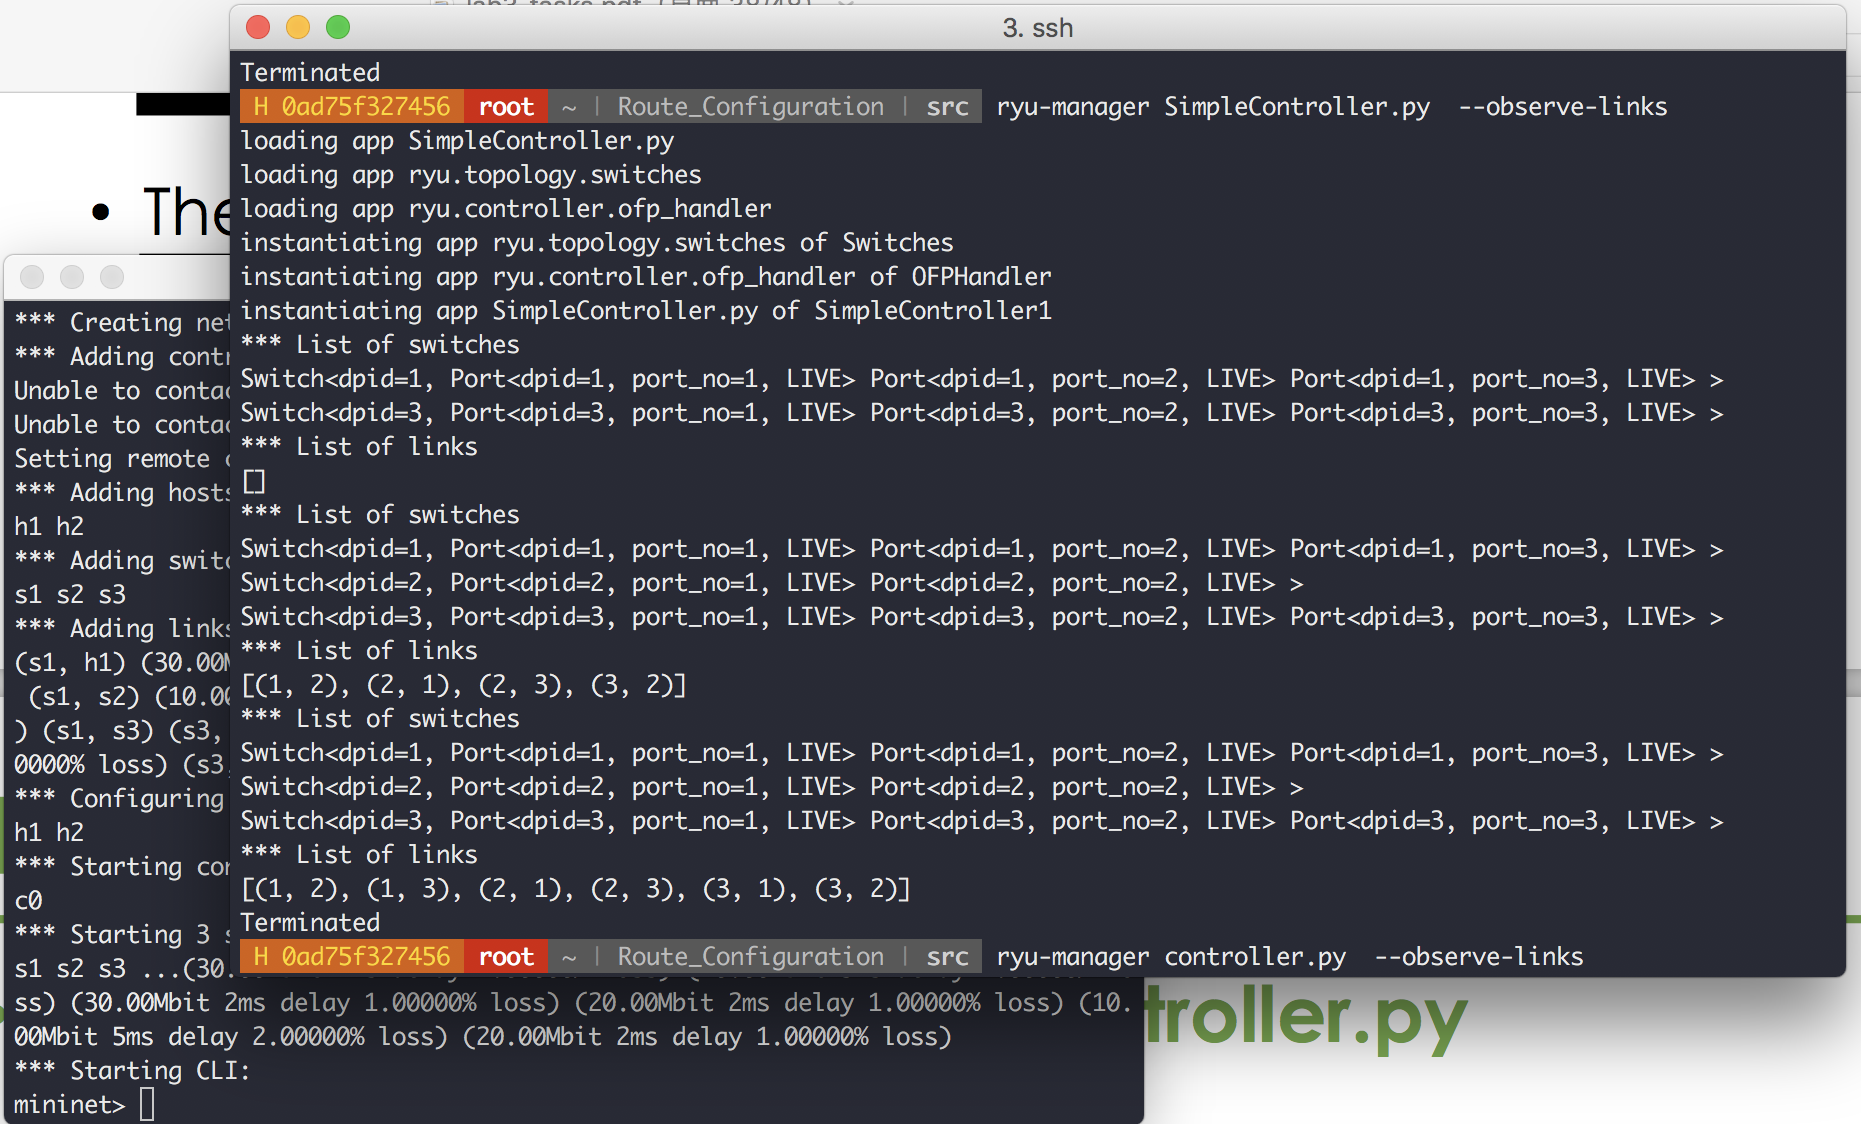 3. ssh
Terminated
H 0ad75f327456 root ~ | Route_Configuration | src ryu-manager SimpleController.py --observe-links
loading app SimpleController.py
loading app ryu.topology.switches
loading app ryu.controller.ofp_handler
instantiating app ryu.topology.switches of Switches
instantiating app ryu.controller.ofp_handler of OFPHandler
instantiating app SimpleController.py of SimpleController1
*** List of switches
Switch<dpid=1, Port<dpid=1, port_no=1, LIVE> Port<dpid=1, port_no=2, LIVE> Port<dpid=1, port_no=3, LIVE> >
Switch<dpid=3, Port<dpid=3, port_no=1, LIVE> Port<dpid=3, port_no=2, LIVE> Port<dpid=3, port_no=3, LIVE> >
*** List of links
[]
*** List of switches
Switch<dpid=1, Port<dpid=1, port_no=1, LIVE> Port<dpid=1, port_no=2, LIVE> Port<dpid=1, port_no=3, LIVE> >
Switch<dpid=2, Port<dpid=2, port_no=1, LIVE> Port<dpid=2, port_no=2, LIVE> >
Switch<dpid=3, Port<dpid=3, port_no=1, LIVE> Port<dpid=3, port_no=2, LIVE> Port<dpid=3, port_no=3, LIVE> >
*** List of links
[(1, 2), (2, 1), (2, 3), (3, 2)]
*** List of switches
Switch<dpid=1, Port<dpid=1, port_no=1, LIVE> Port<dpid=1, port_no=2, LIVE> Port<dpid=1, port_no=3, LIVE> >
Switch<dpid=2, Port<dpid=2, port_no=1, LIVE> Port<dpid=2, port_no=2, LIVE> >
Switch<dpid=3, Port<dpid=3, port_no=1, LIVE> Port<dpid=3, port_no=2, LIVE> Port<dpid=3, port_no=3, LIVE> >
*** List of links
[(1, 2), (1, 3), (2, 1), (2, 3), (3, 1), (3, 2)]
Terminated
H 0ad75f327456 root ~ | Route_Configuration | src ryu-manager controller.py --observe-links
• The
*** Creating net
*** Adding contr
Unable to contac
Unable to contac
Setting remote c
*** Adding hosts
h1 h2
*** Adding switc
s1 s2 s3
*** Adding links
(s1, h1) (30.00M
(s1, s2) (10.00
) (s1, s3) (s3,
0000% loss) (s3,
*** Configuring
h1 h2
*** Starting con
c0
*** Starting 3 s
s1 s2 s3 ...(30.
ss) (30.00Mbit 2ms delay 1.00000% loss) (20.00Mbit 2ms delay 1.00000% loss) (10.
00Mbit 5ms delay 2.00000% loss) (20.00Mbit 2ms delay 1.00000% loss)
*** Starting CLI:
mininet>
troller.py